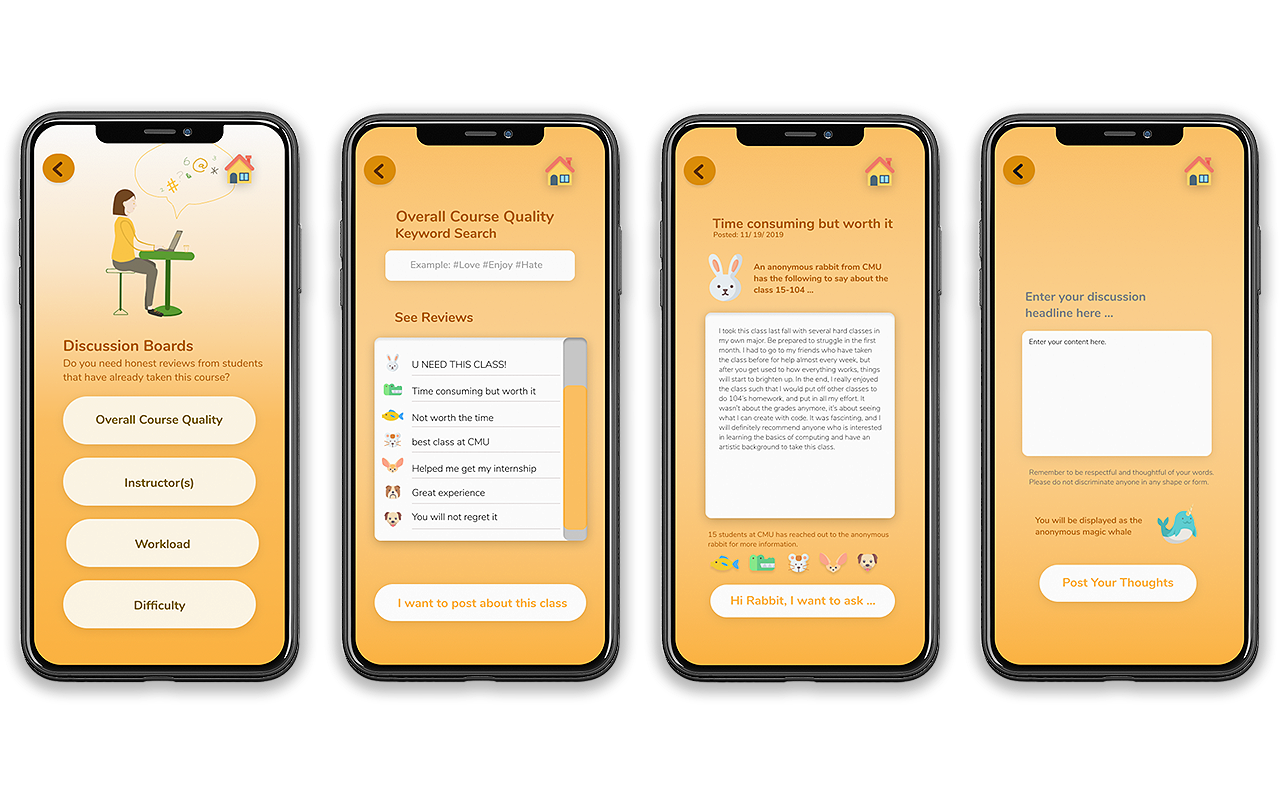 Discussion Boards
Do you need honest reviews from students
that have already taken this course?
Overall Course Quality
Instructor(s)
Workload
Difficulty
Overall Course Quality
Keyword Search
Example: #Love #Enjoy #Hate
See Reviews
U NEED THIS CLASS!
Time consuming but worth it
Not worth the time
best class at CMU
Helped me get my internship
Great experience
You will not regret it
I want to post about this class
Time consuming but worth it
Posted: 11/ 19/ 2019
An anonymous rabbit from CMU
has the following to say about the
class 15-104 ...
I took this class last fall with several hard classes in
my own major. Be prepared to struggle in the first
month. I had to go to my friends who have taken
the class before for help almost every week, but
after you get used to how everything works, things
will start to brighten up. In the end, I really enjoyed
the class such that I would put off other classes to
do 104's homework, and put in all my effort. It
wasn't about the grades anymore, it's about seeing
what I can create with code. It was fascinating, and I
will definitely recommend anyone who is interested
in learning the basics of computing and have an
artistic background to take this class.
15 students at CMU has reached out to the anonymous
rabbit for more information.
Hi Rabbit, I want to ask ...
Enter your discussion
headline here ...
Enter your content here.
Remember to be respectful and thoughtful of your words.
Please do not discriminate anyone in any shape or form.
You will be displayed as the
anonymous magic whale
Post Your Thoughts